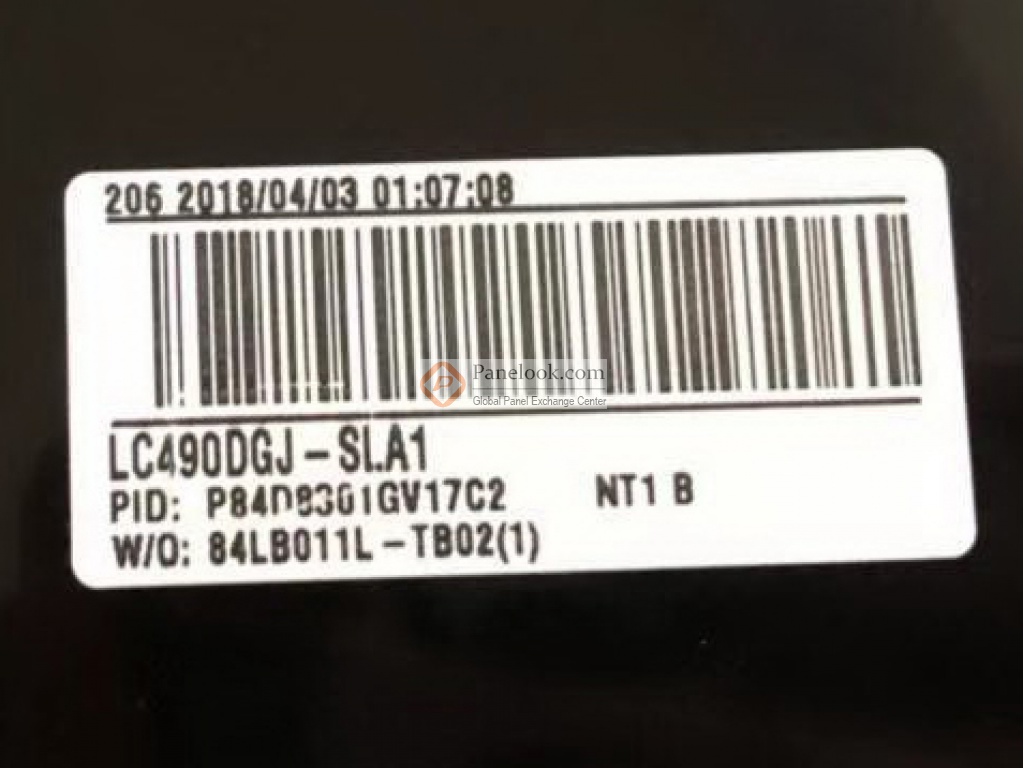 206 2018/04/03 01:07:08
Panelook.com
Global Panel Exchange Center
LC490DGJ-SLA1
PID: P84D8301GV17C2 NT1 B
W/O: 84LB011L-TB02(1)